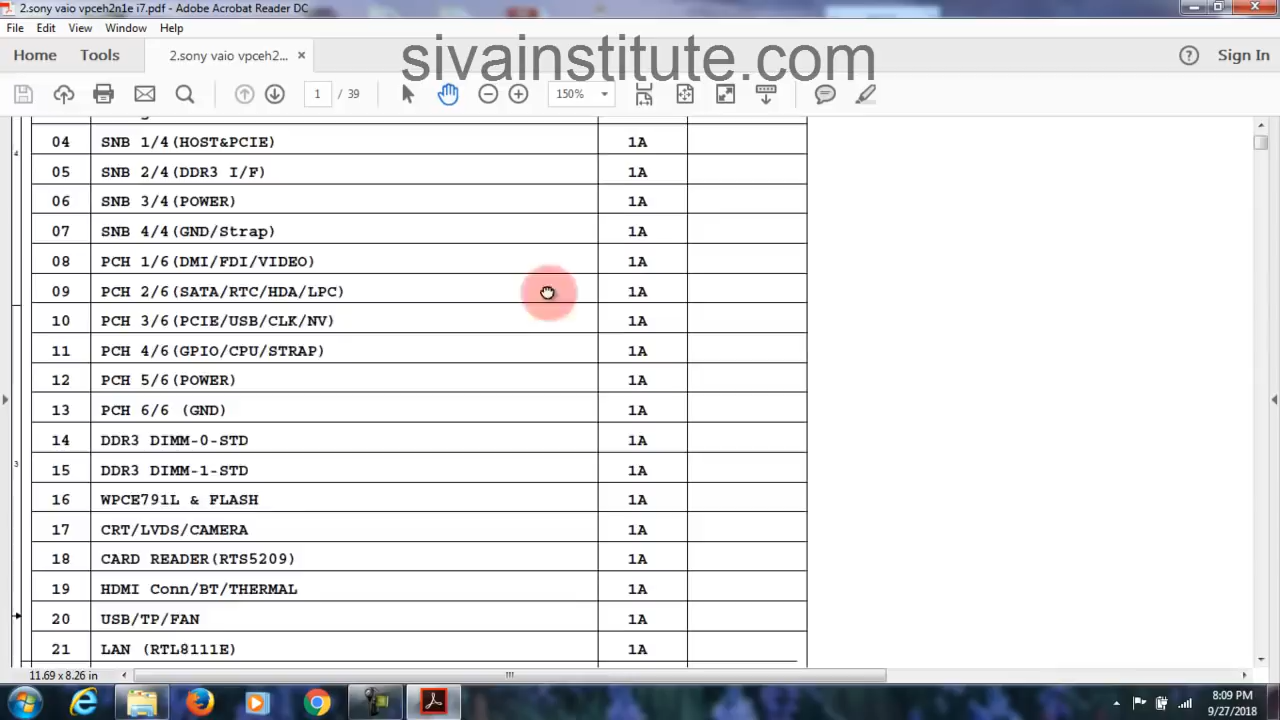 2.sony vaio vpceh2n1e i7.pdf - Adobe Acrobat Reader DC
File Edit View Window Help
Home Tools 2.sony vaio vpceh2... × Sign In
sivainstitute.com
1 / 39 150%
04 SNB 1/4(HOST&PCIE) 1A
05 SNB 2/4(DDR3 I/F) 1A
06 SNB 3/4(POWER) 1A
07 SNB 4/4(GND/Strap) 1A
08 PCH 1/6(DMI/FDI/VIDEO) 1A
09 PCH 2/6(SATA/RTC/HDA/LPC) 1A
10 PCH 3/6(PCIE/USB/CLK/NV) 1A
11 PCH 4/6(GPIO/CPU/STRAP) 1A
12 PCH 5/6(POWER) 1A
13 PCH 6/6 (GND) 1A
14 DDR3 DIMM-0-STD 1A
15 DDR3 DIMM-1-STD 1A
16 WPCE791L & FLASH 1A
17 CRT/LVDS/CAMERA 1A
18 CARD READER(RTS5209) 1A
19 HDMI Conn/BT/THERMAL 1A
20 USB/TP/FAN 1A
21 LAN (RTL8111E) 1A
4
3
11.69 x 8.26 in
8:09 PM
9/27/2018